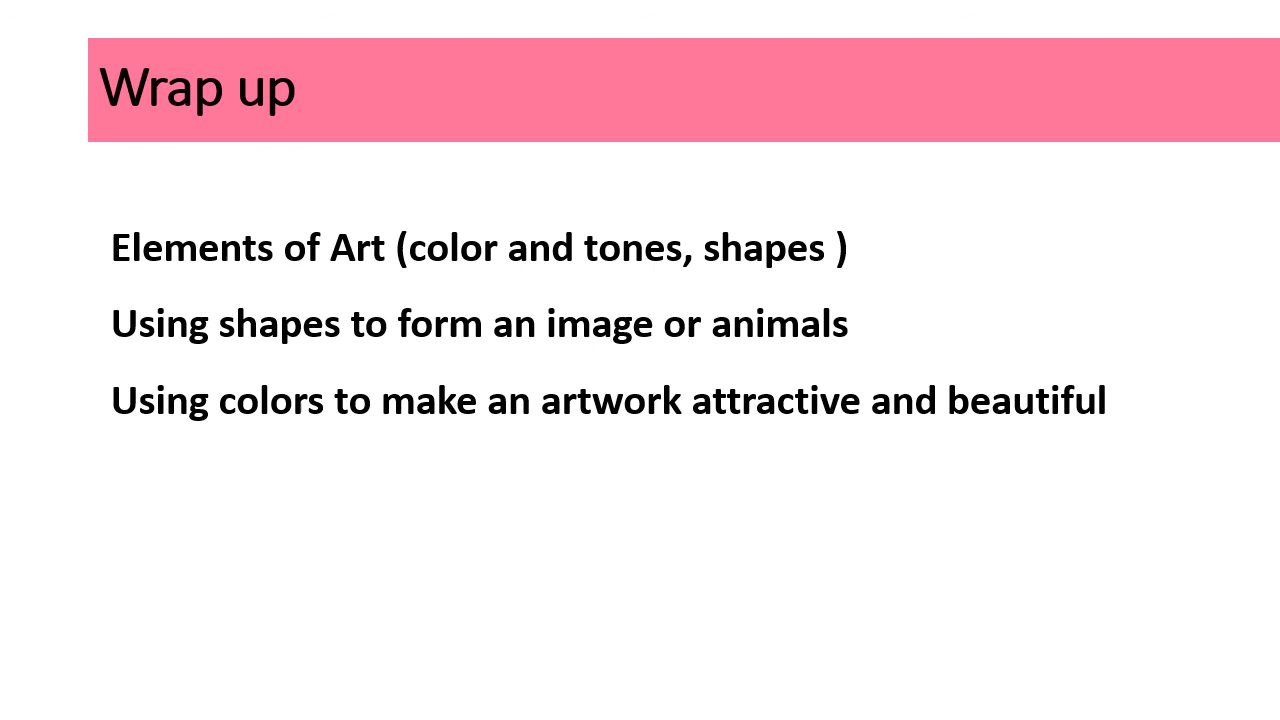 Wrap up
Elements of Art (color and tones, shapes )
Using shapes to form an image or animals
Using colors to make an artwork attractive and beautiful